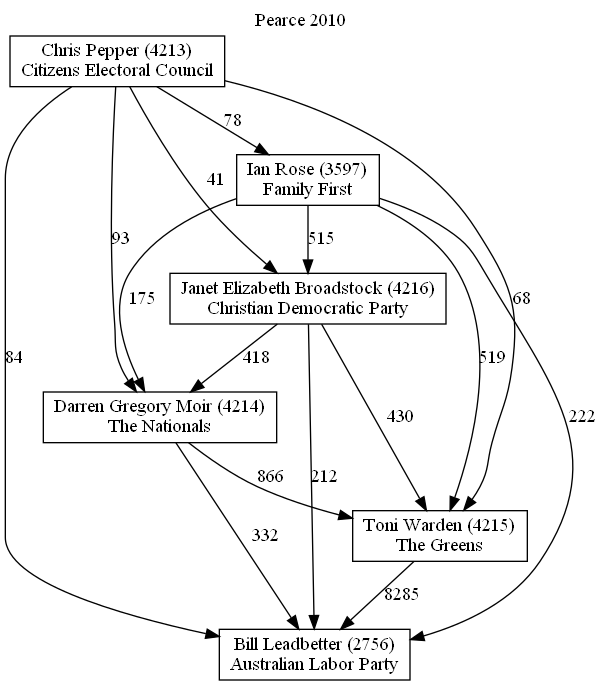 Pearce 2010
Chris Pepper (4213)
Citizens Electoral Council
78
Ian Rose (3597)
Family First
41
93
515
Janet Elizabeth Broadstock (4216)
Christian Democratic Party
175
68
84
418
519
Darren Gregory Moir (4214)
The Nationals
430
222
866
212
Toni Warden (4215)
The Greens
332
8285
Bill Leadbetter (2756)
Australian Labor Party